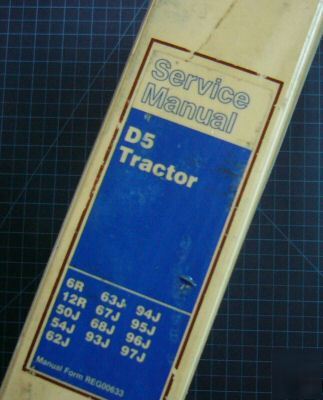 Service
Manual
D5
Tractor
6R 63J 94J
12R 67J 95J
50J 68J 96J
54J 93J 97J
62J
Manual Form REG00633